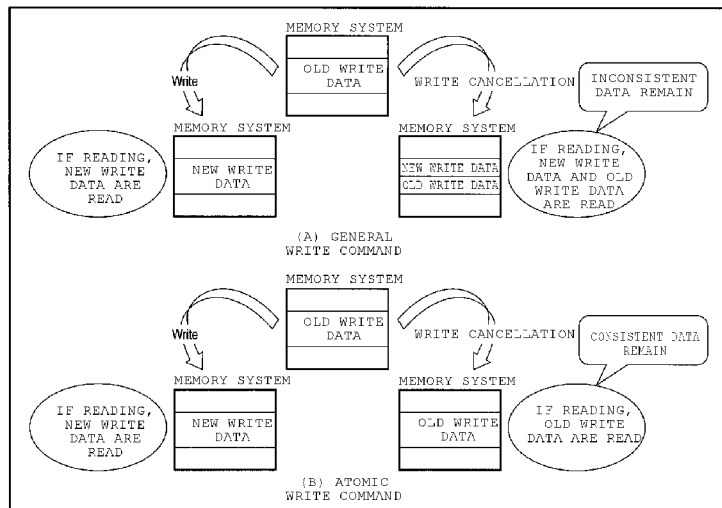 MEMORY SYSTEM
OLD WRITE
DATA
Write
WRITE CANCELLATION
INCONSISTENT
DATA REMAIN
MEMORY SYSTEM
NEW WRITE
DATA
IF READING,
NEW WRITE
DATA ARE
READ
MEMORY SYSTEM
NEW WRITE DATA
OLD WRITE DATA
IF READING,
NEW WRITE
DATA AND OLD
WRITE DATA
ARE READ
(A) GENERAL
WRITE COMMAND
MEMORY SYSTEM
OLD WRITE
DATA
Write
WRITE CANCELLATION
CONSISTENT DATA
REMAIN
MEMORY SYSTEM
NEW WRITE
DATA
IF READING,
NEW WRITE
DATA ARE
READ
MEMORY SYSTEM
OLD WRITE
DATA
IF READING,
OLD WRITE
DATA ARE READ
(B) ATOMIC
WRITE COMMAND